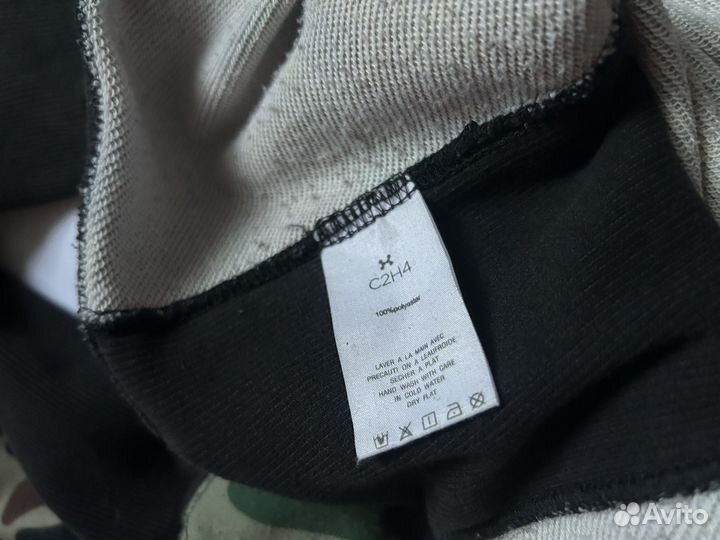 C2H4
100%polyester
LAVER A LA MAIN AVEC
PRECAUTI ON A LEAUFROIDE
SECHER A PLAT
HAND WASH WITH CARE
IN COLD WATER
DRY FLAT
Avito